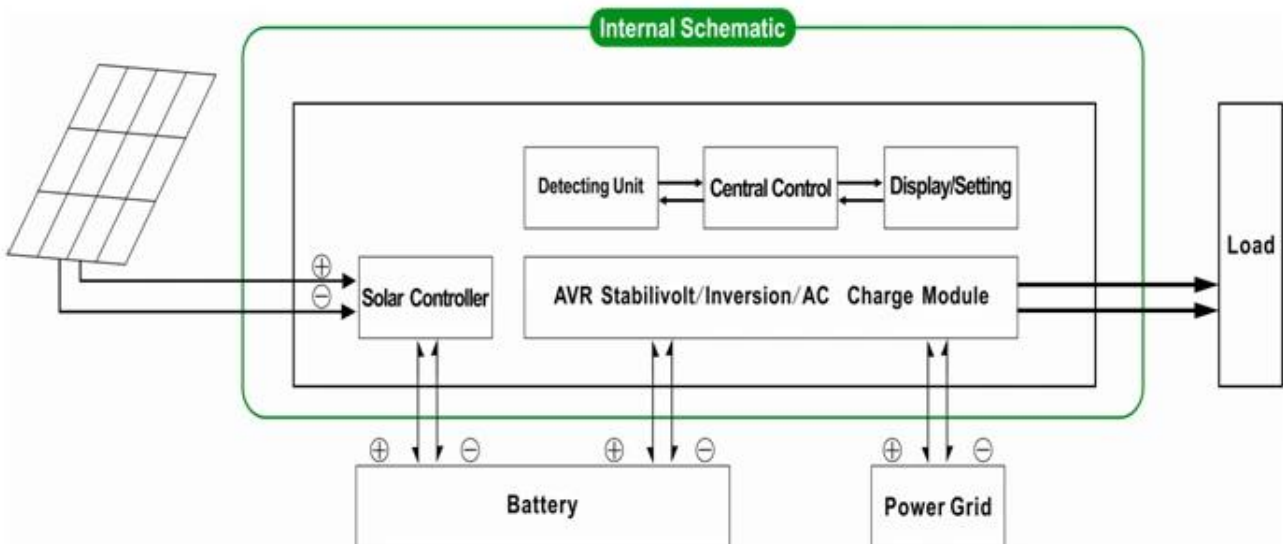 Internal Schematic
Detecting Unit
Central Control
Display/Setting
Load
⊕
⊖
Solar Controller
AVR Stabilivolt/Inversion/AC Charge Module
⊕ ⊖ ⊕ ⊖ ⊕ ⊖
Battery
Power Grid